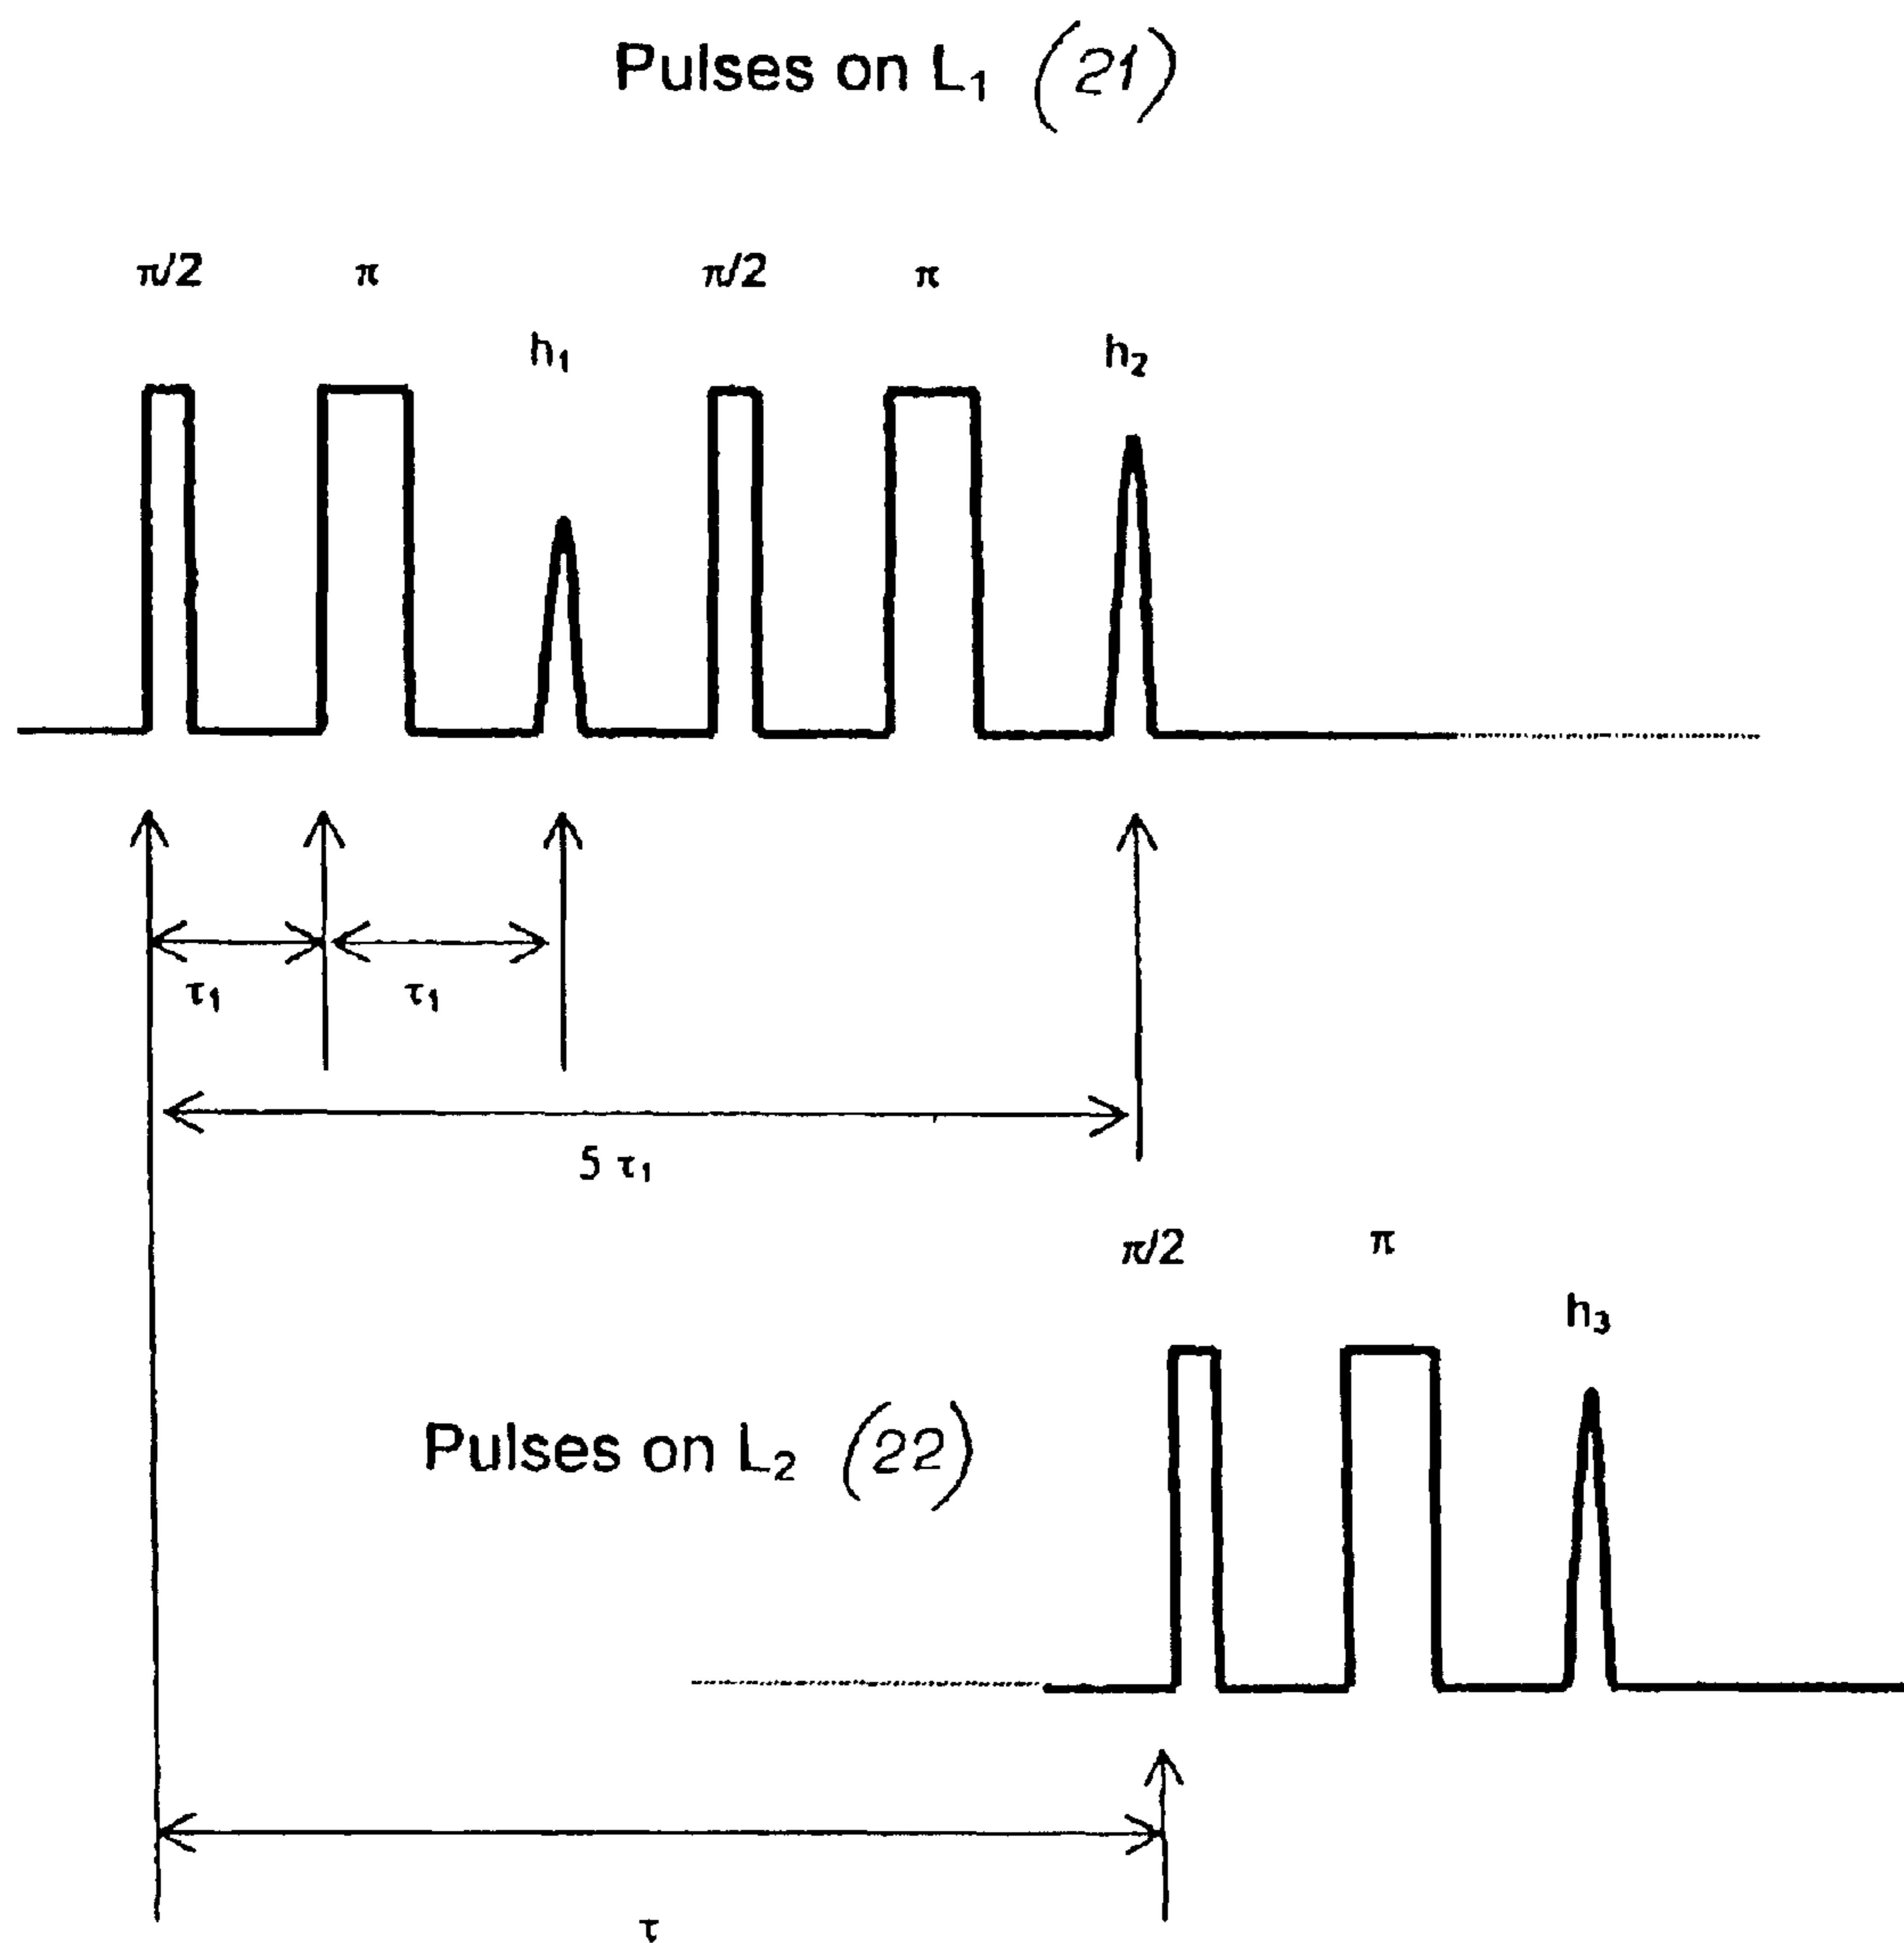 Pulses on L₁ (21)
π/2 π π/2 π
h₁ h₂
τ₁ τ₁
5 τ₁
π/2 π
h₃
Pulses on L₂ (22)
τ